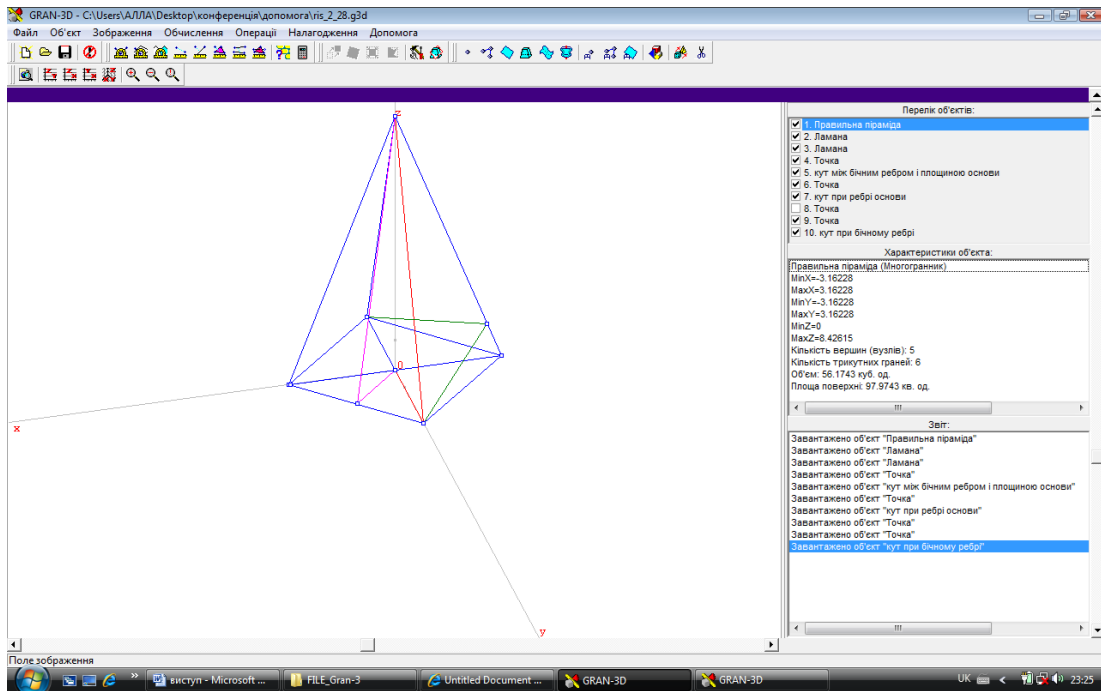 GRAN-3D - C:\Users\АЛЛА\Desktop\конференція\допомога\ris_2_28.g3d
Файл Об'єкт Зображення Обчислення Операції Налагодження Допомога
z
0
x
y
Перелік об'єктів:
1. Правильна піраміда
2. Ламана
3. Ламана
4. Точка
5. кут між бічним ребром і площиною основи
6. Точка
7. кут при ребрі основи
8. Точка
9. Точка
10. кут при бічному ребрі
Характеристики об'єкта:
Правильна піраміда (Многогранник)
MinX=-3.16228
MaxX=3.16228
MinY=-3.16228
MaxY=3.16228
MinZ=0
MaxZ=8.42615
Кількість вершин (вузлів): 5
Кількість трикутних граней: 6
Об'єм: 56.1743 куб. од.
Площа поверхні: 97.9743 кв. од.
Звіт:
Завантажено об'єкт "Правильна піраміда"
Завантажено об'єкт "Ламана"
Завантажено об'єкт "Ламана"
Завантажено об'єкт "Точка"
Завантажено об'єкт "кут між бічним ребром і площиною основи"
Завантажено об'єкт "Точка"
Завантажено об'єкт "кут при ребрі основи"
Завантажено об'єкт "Точка"
Завантажено об'єкт "Точка"
Завантажено об'єкт "кут при бічному ребрі"
Поле зображення
виступ - Microsoft ... FILE_Gran-3 Untitled Document ... GRAN-3D GRAN-3D UK 23:25